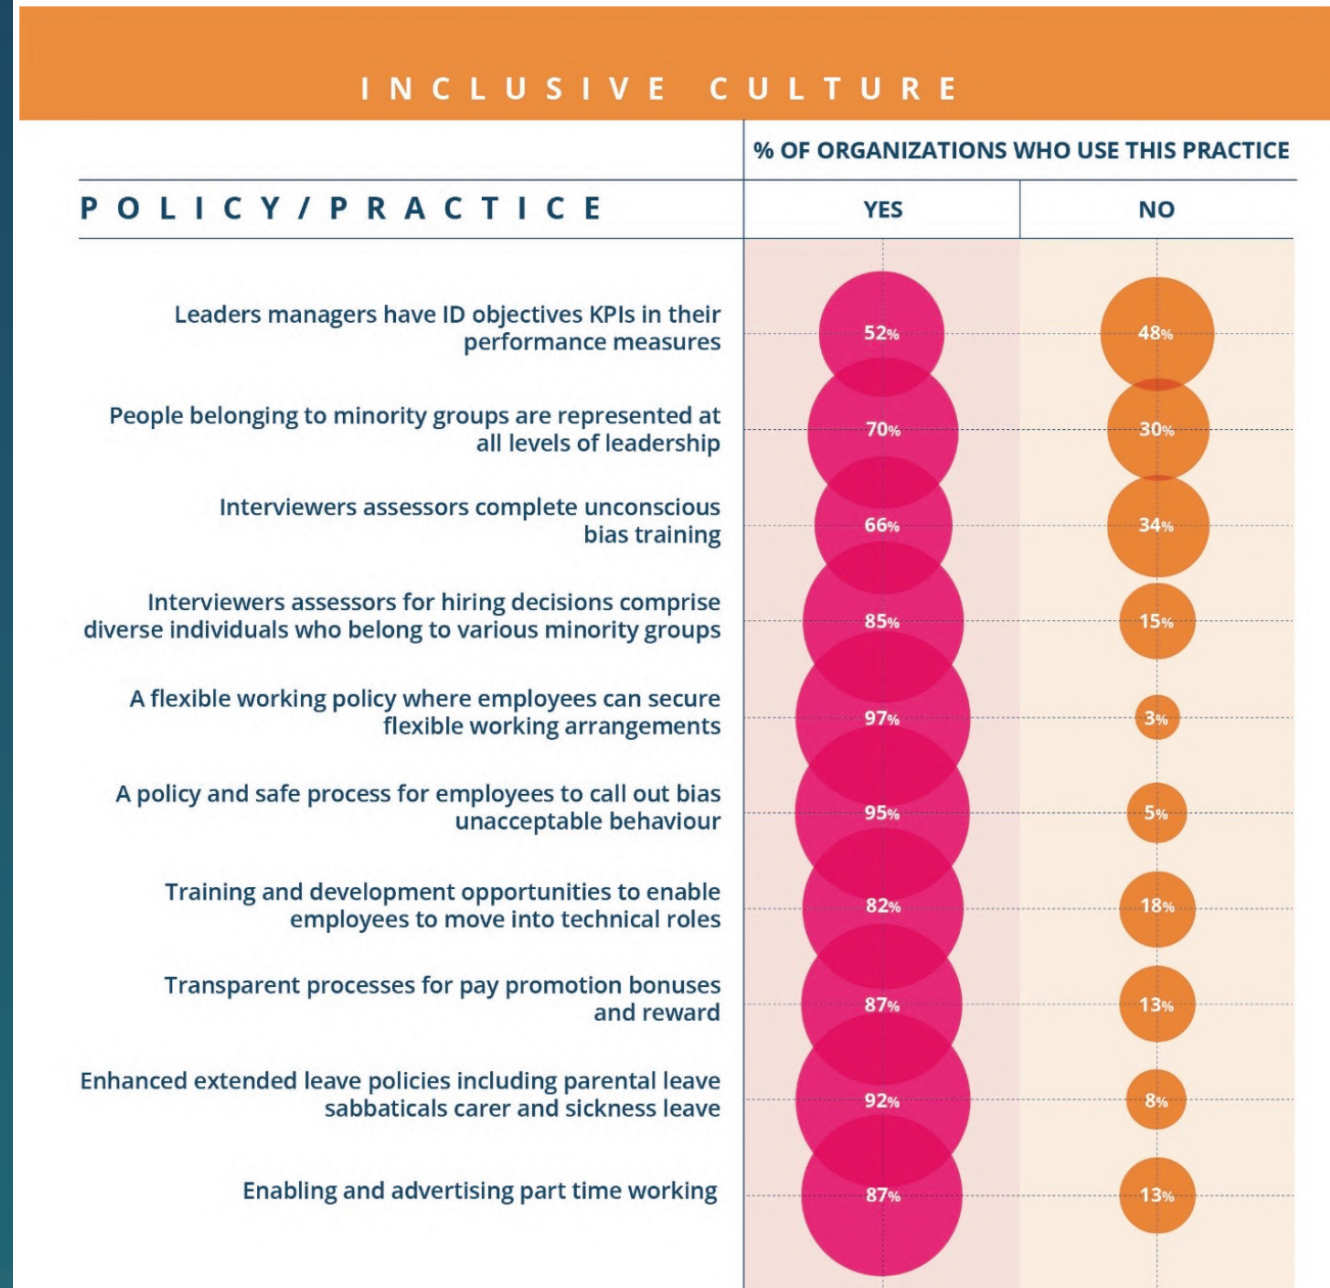 INCLUSIVE CULTURE
% OF ORGANIZATIONS WHO USE THIS PRACTICE
POLICY/PRACTICE
YES
NO
Leaders managers have ID objectives KPIs in their
performance measures
52%
48%
People belonging to minority groups are represented at
all levels of leadership
70%
30%
Interviewers assessors complete unconscious
bias training
66%
34%
Interviewers assessors for hiring decisions comprise
diverse individuals who belong to various minority groups
85%
15%
A flexible working policy where employees can secure
flexible working arrangements
97%
3%
A policy and safe process for employees to call out bias
unacceptable behaviour
95%
5%
Training and development opportunities to enable
employees to move into technical roles
82%
18%
Transparent processes for pay promotion bonuses
and reward
87%
13%
Enhanced extended leave policies including parental leave
sabbaticals carer and sickness leave
92%
8%
Enabling and advertising part time working
87%
13%